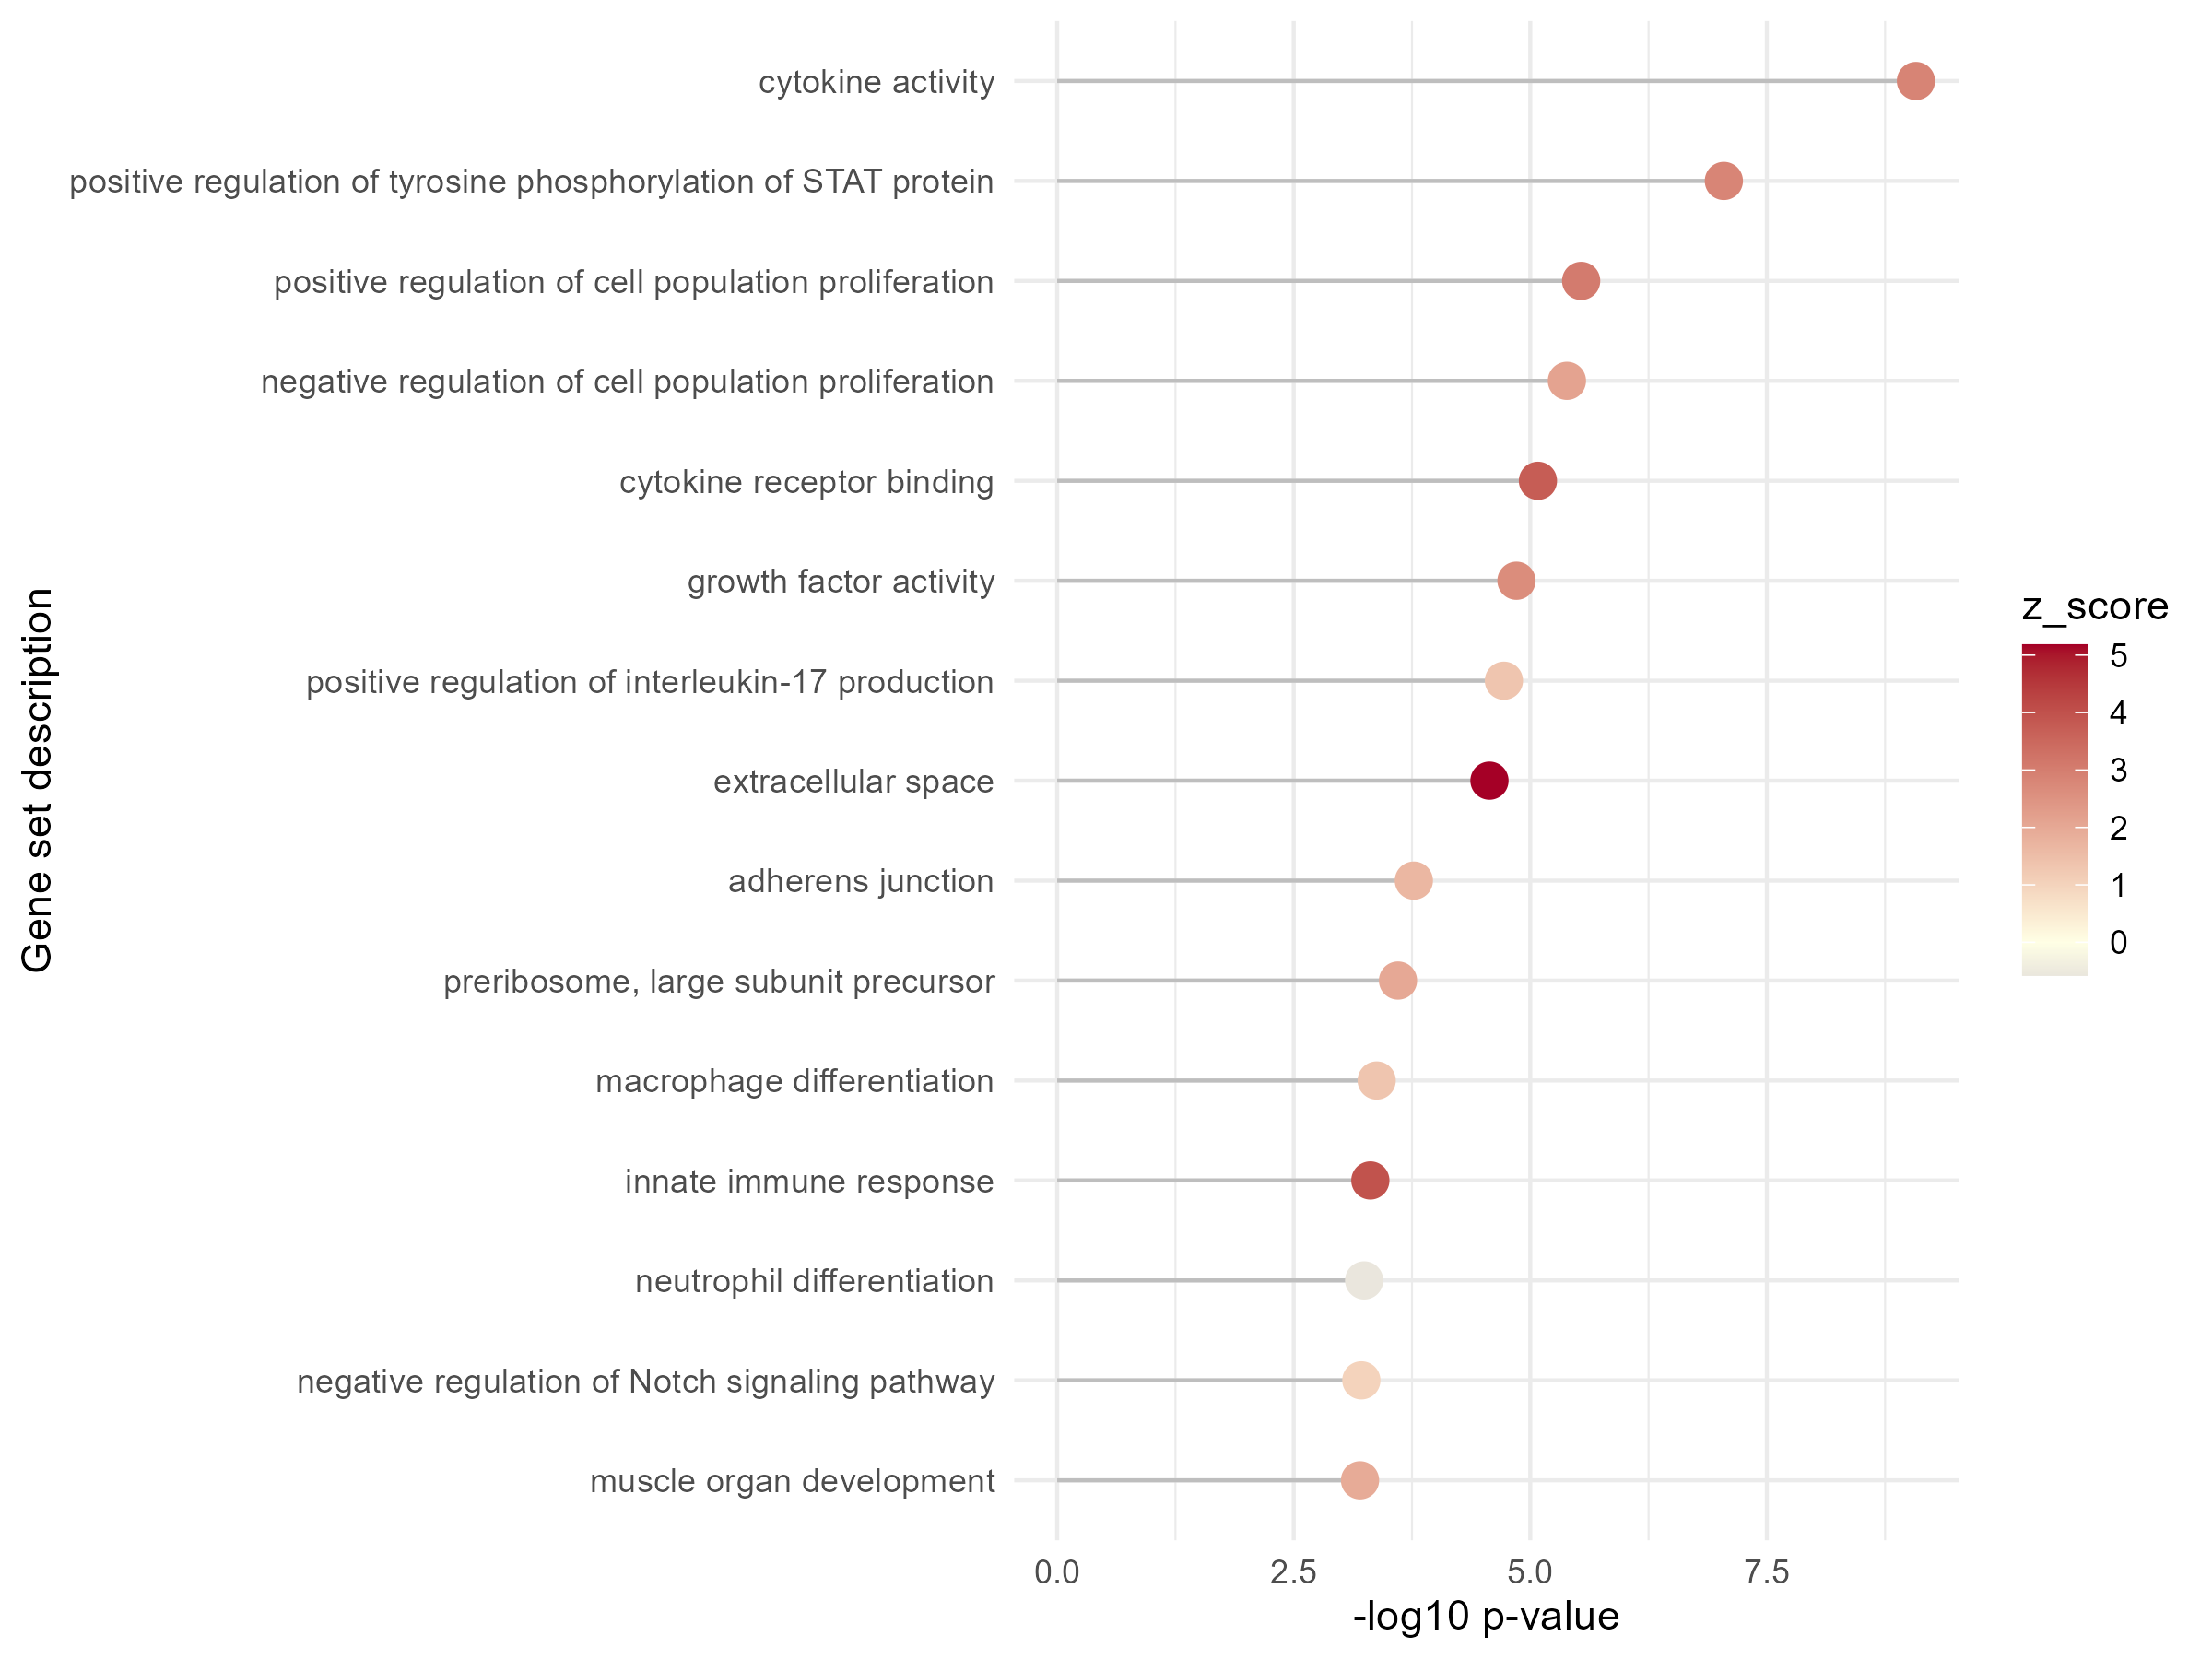 cytokine activity
positive regulation of tyrosine phosphorylation of STAT protein
positive regulation of cell population proliferation
negative regulation of cell population proliferation
cytokine receptor binding
growth factor activity
positive regulation of interleukin-17 production
extracellular space
adherens junction
preribosome, large subunit precursor
macrophage differentiation
innate immune response
neutrophil differentiation
negative regulation of Notch signaling pathway
muscle organ development
Gene set description
0.0 2.5 5.0 7.5
-log10 p-value
z_score
5
4
3
2
1
0